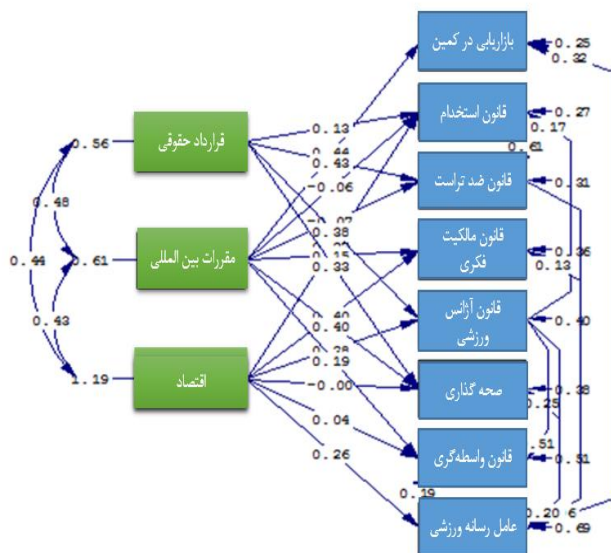 بازاریابی در کمین
0.25
0.32
0.56
قرارداد حقوقی
0.13
قانون استخدام
0.27
0.17
0.44
0.43
0.61
-0.06
قانون ضد تراست
0.31
0.48
-0.07
0.38
0.44
0.61
مقررات بین المللی
0.15
0.33
قانون مالکیت
فکری
0.36
0.13
0.43
0.40
0.40
قانون آژانس
ورزشی
0.40
0.28
0.19
1.19
اقتصاد
-0.00
صحه گذاری
0.38
0.25
0.04
0.26
قانون واسطه‌گری
0.51
0.51
0.19
عامل رسانه ورزشی
0.20
0.69